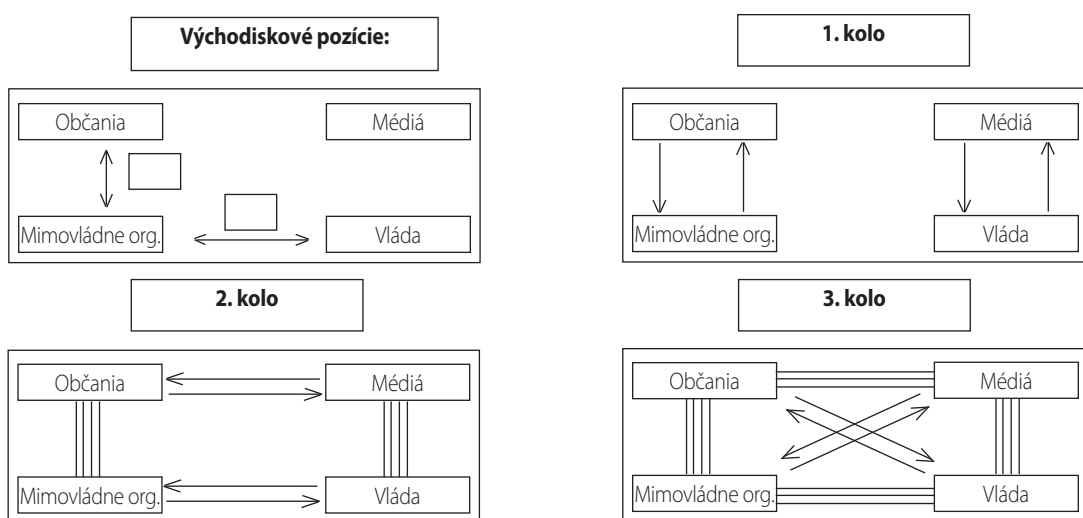 Východiskové pozície:
Občania
Médiá
Mimovládne org.
Vláda
1. kolo
Občania
Médiá
Mimovládne org.
Vláda
2. kolo
Občania
Médiá
Mimovládne org.
Vláda
3. kolo
Občania
Médiá
Mimovládne org.
Vláda